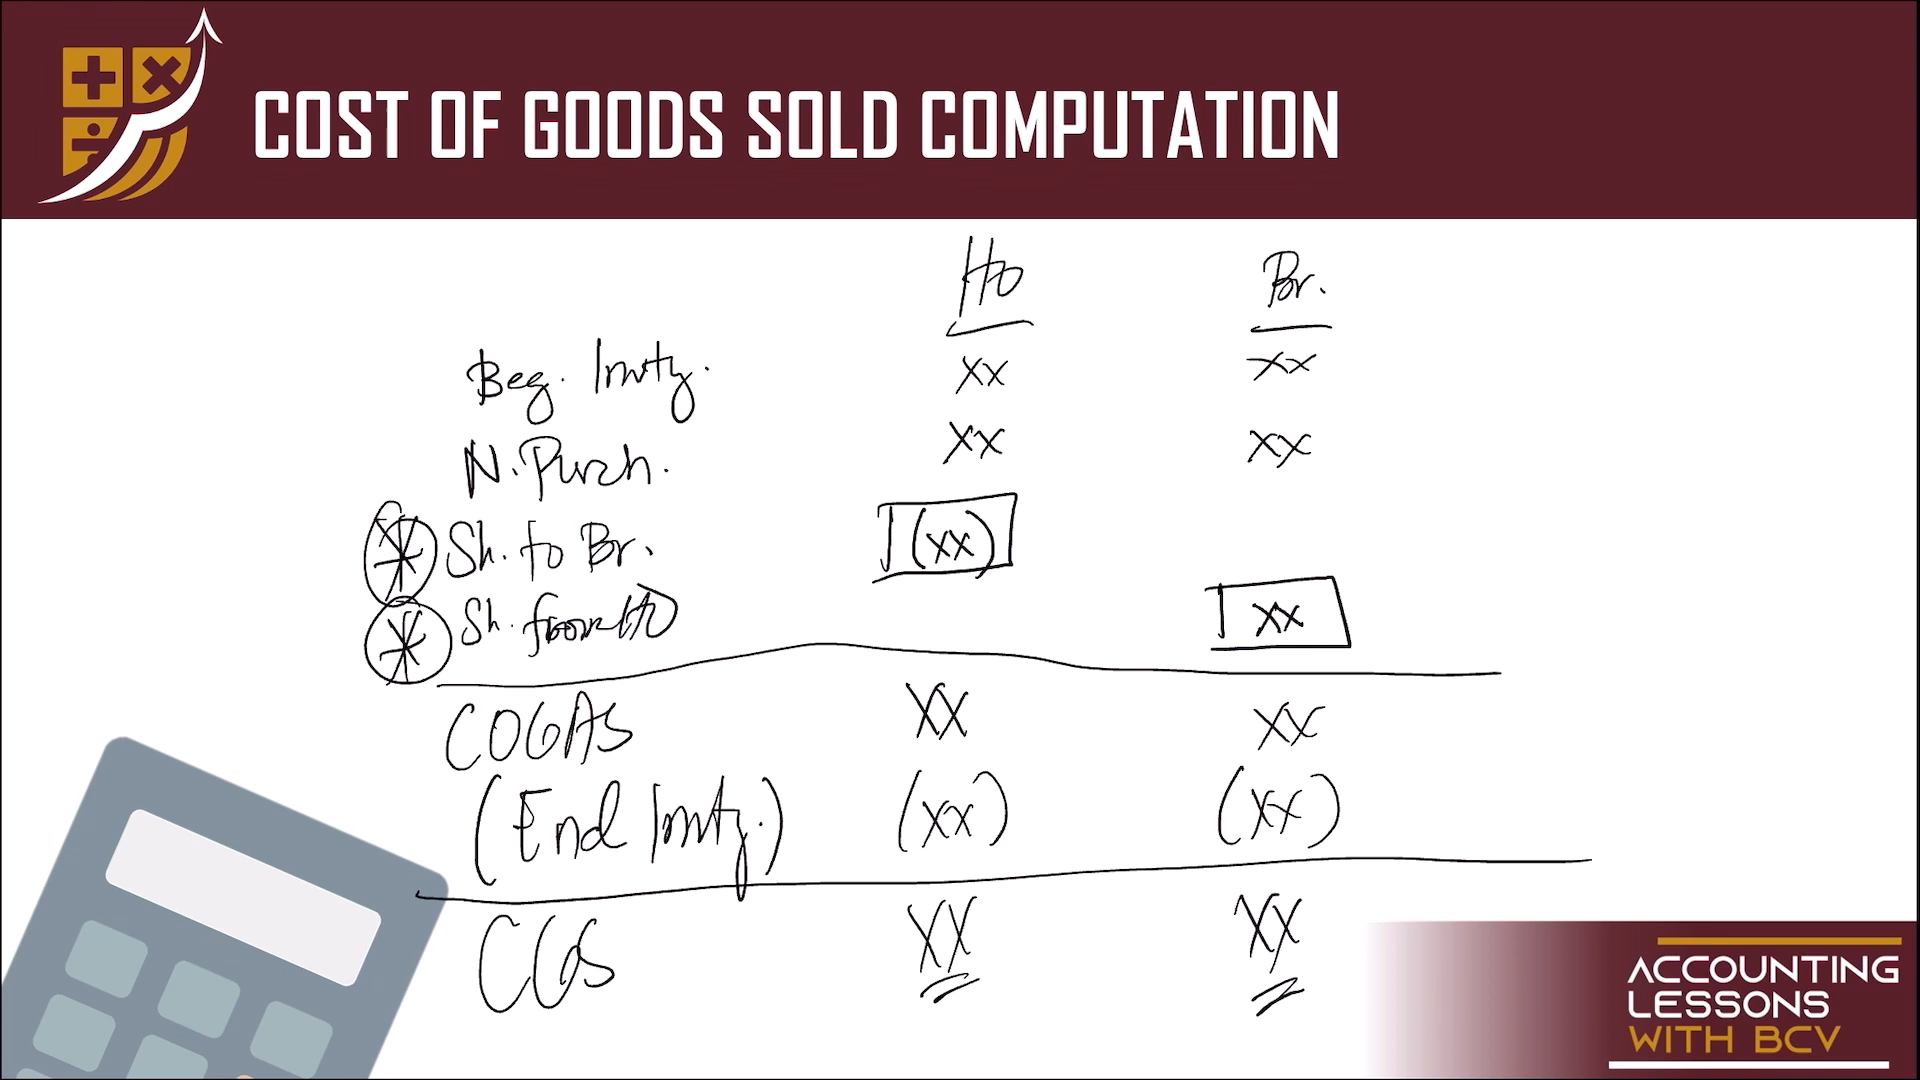 COST OF GOODS SOLD COMPUTATION
HO Br.
Beg. Invty. xx xx
N. Purch. xx xx
* Sh. to Br. (xx)
* Sh. from HO xx
COGAS xx xx
(End Invty.) (xx) (xx)
CGS xx xx
ACCOUNTING
LESSONS
WITH BCV